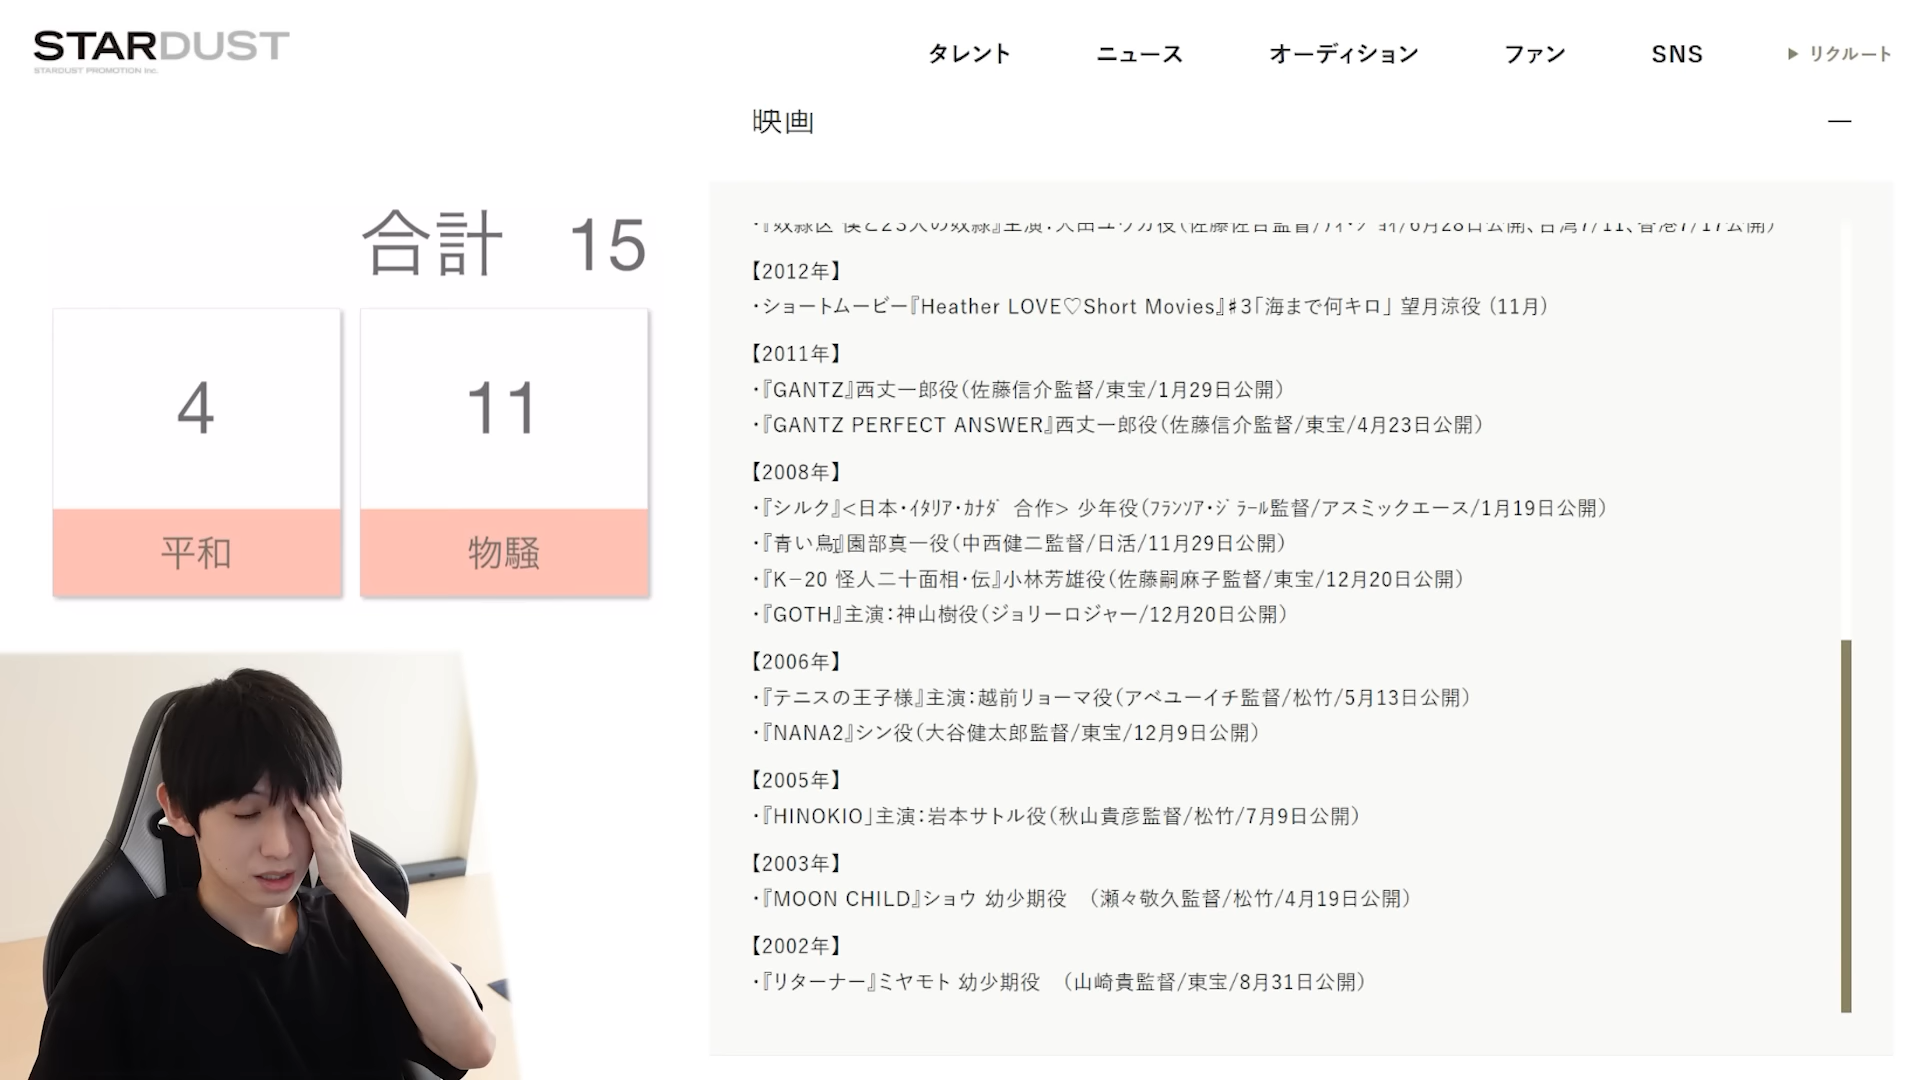 STARDUST
STARDUST PROMOTION Inc.
タレント
ニュース
オーディション
ファン
SNS
リクルート
映画
合計 15
4
平和
11
物騒
【2012年】
・ショートムービー『Heather LOVE♡Short Movies』♯3「海まで何キロ」 望月涼役 (11月)
【2011年】
・『GANTZ』西丈一郎役(佐藤信介監督/東宝/1月29日公開)
・『GANTZ PERFECT ANSWER』西丈一郎役(佐藤信介監督/東宝/4月23日公開)
【2008年】
・『シルク』<日本・ｲﾀﾘｱ・ｶﾅﾀﾞ 合作> 少年役(ﾌﾗﾝｿﾜ・ｼﾞﾗｰﾙ監督/アスミックエース/1月19日公開)
・『青い鳥』園部真一役(中西健二監督/日活/11月29日公開)
・『K−20 怪人二十面相・伝』小林芳雄役(佐藤嗣麻子監督/東宝/12月20日公開)
・『GOTH』主演：神山樹役(ジョリーロジャー/12月20日公開)
【2006年】
・『テニスの王子様』主演：越前リョーマ役(アベユーイチ監督/松竹/5月13日公開)
・『NANA2』シン役(大谷健太郎監督/東宝/12月9日公開)
【2005年】
・『HINOKIO」主演：岩本サトル役(秋山貴彦監督/松竹/7月9日公開)
【2003年】
・『MOON CHILD』ショウ 幼少期役 (瀬々敬久監督/松竹/4月19日公開)
【2002年】
・『リターナー』ミヤモト 幼少期役 (山崎貴監督/東宝/8月31日公開)